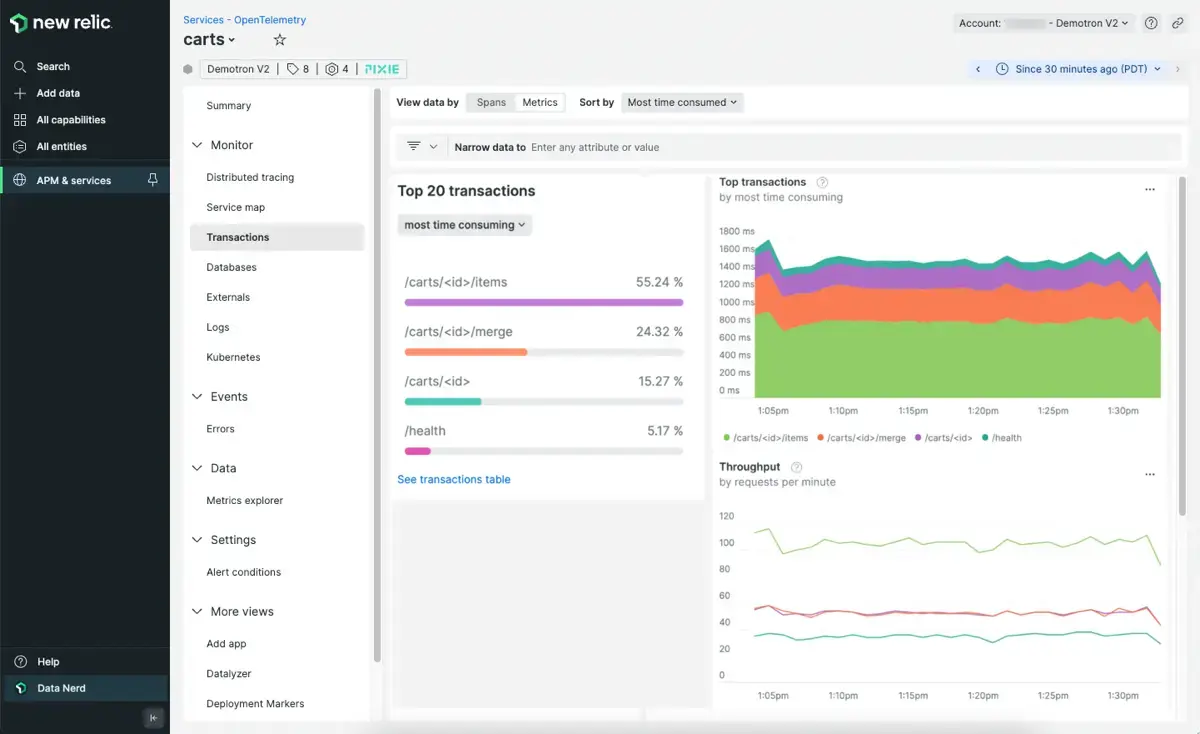 new relic.
Search
Add data
All capabilities
All entities
APM & services
Help
Data Nerd
Services - OpenTelemetry
carts
Account: - Demotron V2
Demotron V2 | 8 | 4 | PIXIE
Since 30 minutes ago (PDT)
Summary
Monitor
Distributed tracing
Service map
Transactions
Databases
Externals
Logs
Kubernetes
Events
Errors
Data
Metrics explorer
Settings
Alert conditions
More views
Add app
Datalyzer
Deployment Markers
View data by Spans Metrics Sort by Most time consumed
Narrow data to Enter any attribute or value
Top 20 transactions
most time consuming
/carts/<id>/items 55.24 %
/carts/<id>/merge 24.32 %
/carts/<id> 15.27 %
/health 5.17 %
See transactions table
Top transactions ?
by most time consuming
1800 ms
1600 ms
1400 ms
1200 ms
1000 ms
800 ms
600 ms
400 ms
200 ms
0 ms
1:05pm 1:10pm 1:15pm 1:20pm 1:25pm 1:30pm
/carts/<id>/items /carts/<id>/merge /carts/<id> /health
Throughput ?
by requests per minute
120
100
80
60
40
20
0
1:05pm 1:10pm 1:15pm 1:20pm 1:25pm 1:30pm